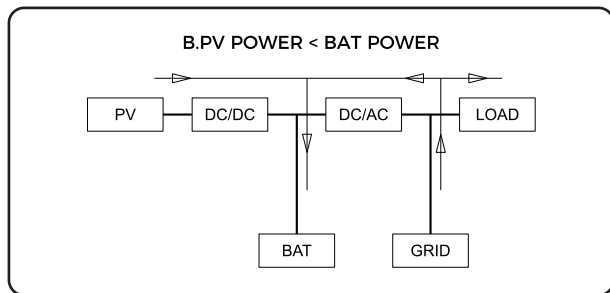 B.PV POWER < BAT POWER
PV DC/DC DC/AC LOAD
BAT GRID